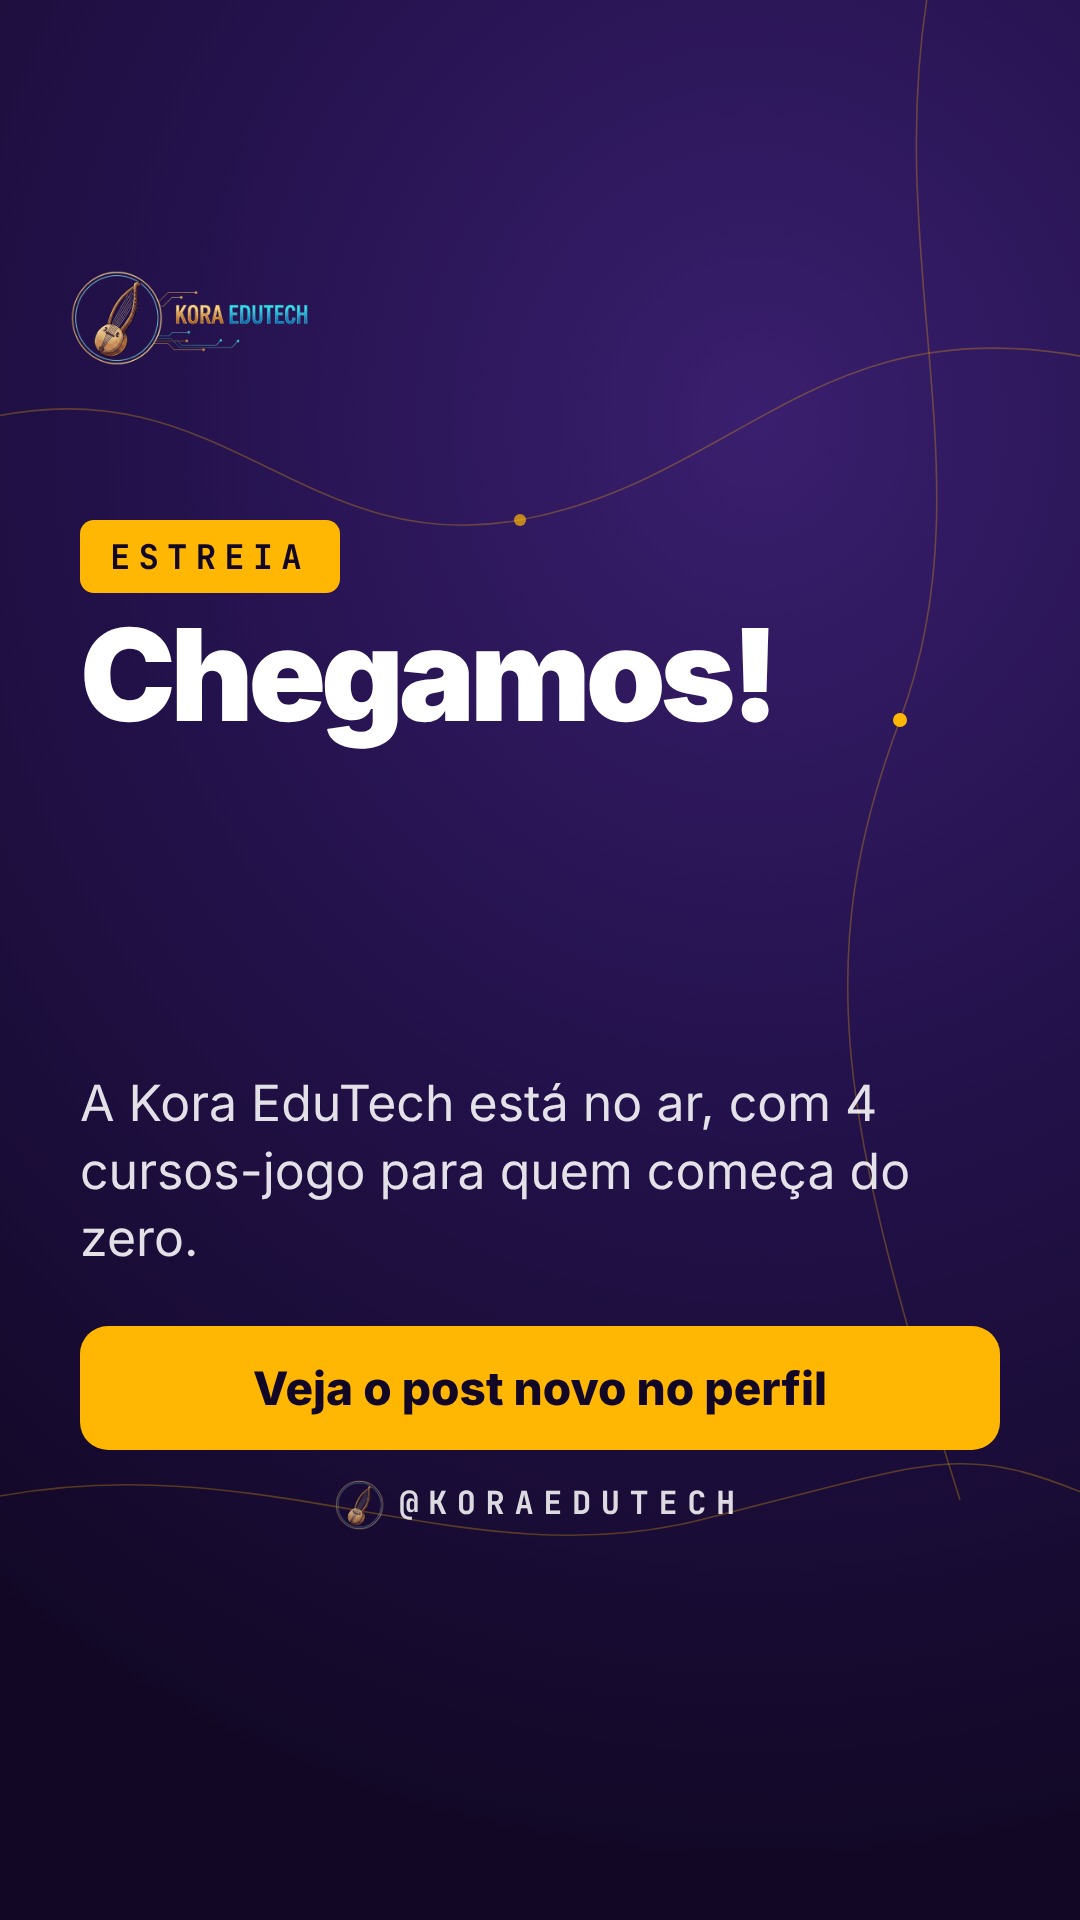 KORA EDUTECH
ESTREIA
Chegamos!
A Kora EduTech está no ar, com 4
cursos-jogo para quem começa do
zero.
Veja o post novo no perfil
@KORAEDUTECH